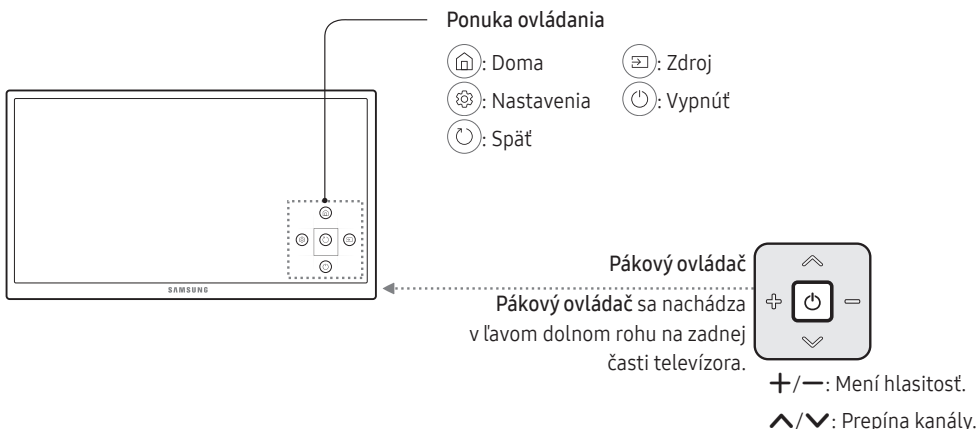 Ponuka ovládania
: Doma
: Zdroj
: Nastavenia
: Vypnúť
: Späť
SAMSUNG
Pákový ovládač
Pákový ovládač sa nachádza
v ľavom dolnom rohu na zadnej
časti televízora.
+/−: Mení hlasitosť.
∧/∨: Prepína kanály.